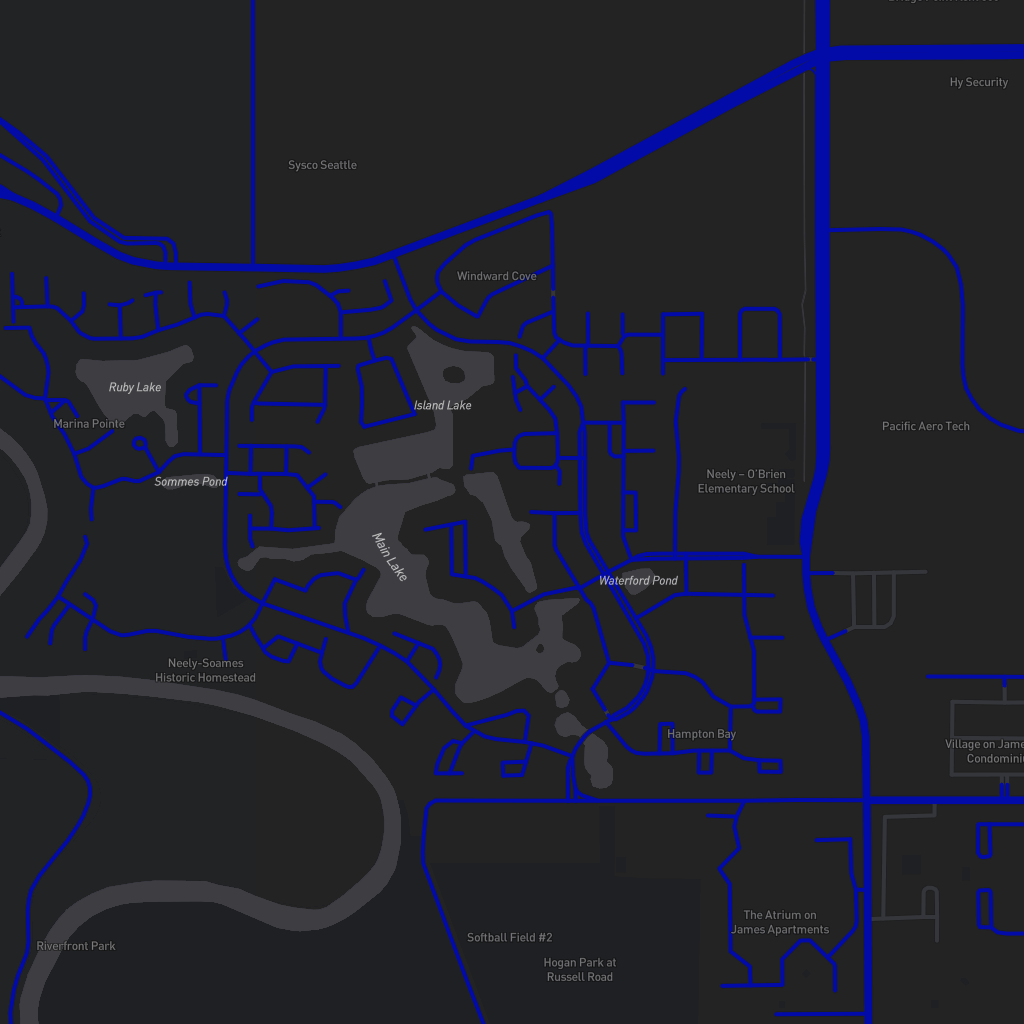 Hy Security
Sysco Seattle
Windward Cove
Ruby Lake
Island Lake
Marina Pointe
Pacific Aero Tech
Sommes Pond
Neely – O'Brien
Elementary School
Main Lake
Waterford Pond
Neely-Soames
Historic Homestead
Hampton Bay
Village on James
Condominiu
The Atrium on
James Apartments
Softball Field #2
Riverfront Park
Hogan Park at
Russell Road